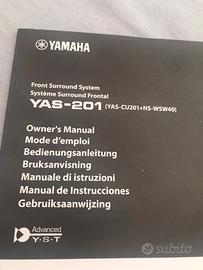 YAMAHA
Front Surround System
Système Surround Frontal
YAS-201 (YAS-CU201+NS-WSW40)
Owner's Manual
Mode d'emploi
Bedienungsanleitung
Bruksanvisning
Manuale di istruzioni
Manual de Instrucciones
Gebruiksaanwijzing
Advanced
Y·S·T
subito